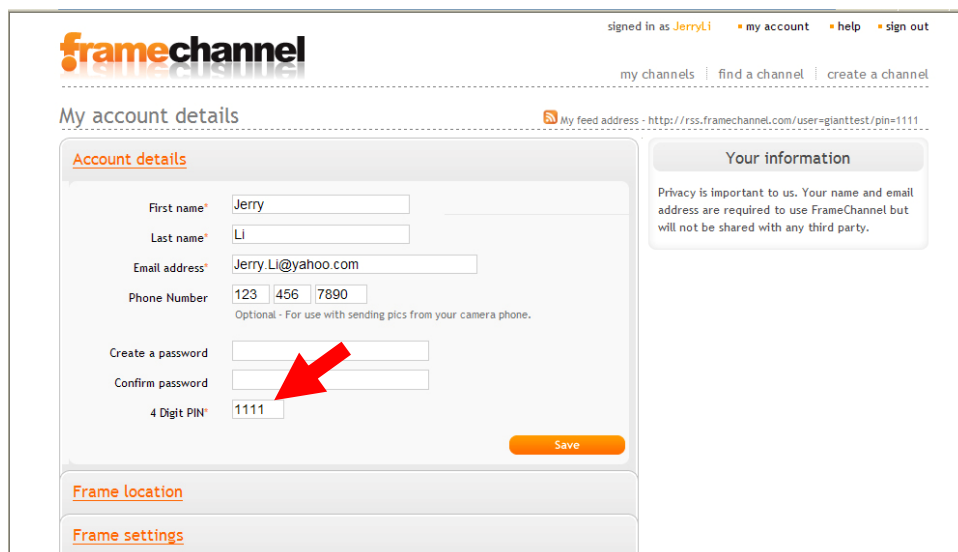 signed in as JerryLi my account help sign out
framechannel
my channels find a channel create a channel
My account details
My feed address - http://rss.framechannel.com/user=gianttest/pin=1111
Account details
First name* Jerry
Last name* Li
Email address* Jerry.Li@yahoo.com
Phone Number 123 456 7890
Optional - For use with sending pics from your camera phone.
Create a password
Confirm password
4 Digit PIN* 1111
Save
Frame location
Frame settings
Your information
Privacy is important to us. Your name and email
address are required to use FrameChannel but
will not be shared with any third party.